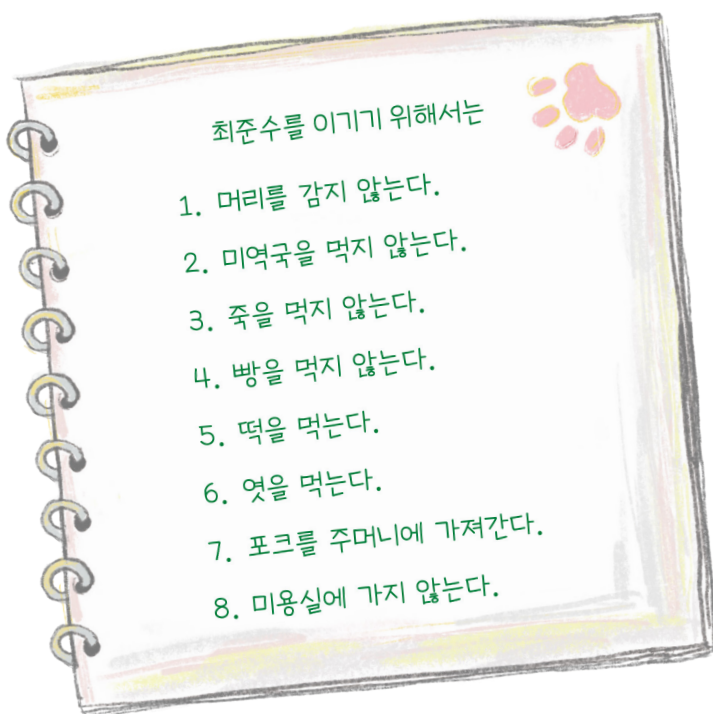 최준수를 이기기 위해서는
1. 머리를 감지 않는다.
2. 미역국을 먹지 않는다.
3. 죽을 먹지 않는다.
4. 빵을 먹지 않는다.
5. 떡을 먹는다.
6. 엿을 먹는다.
7. 포크를 주머니에 가져간다.
8. 미용실에 가지 않는다.